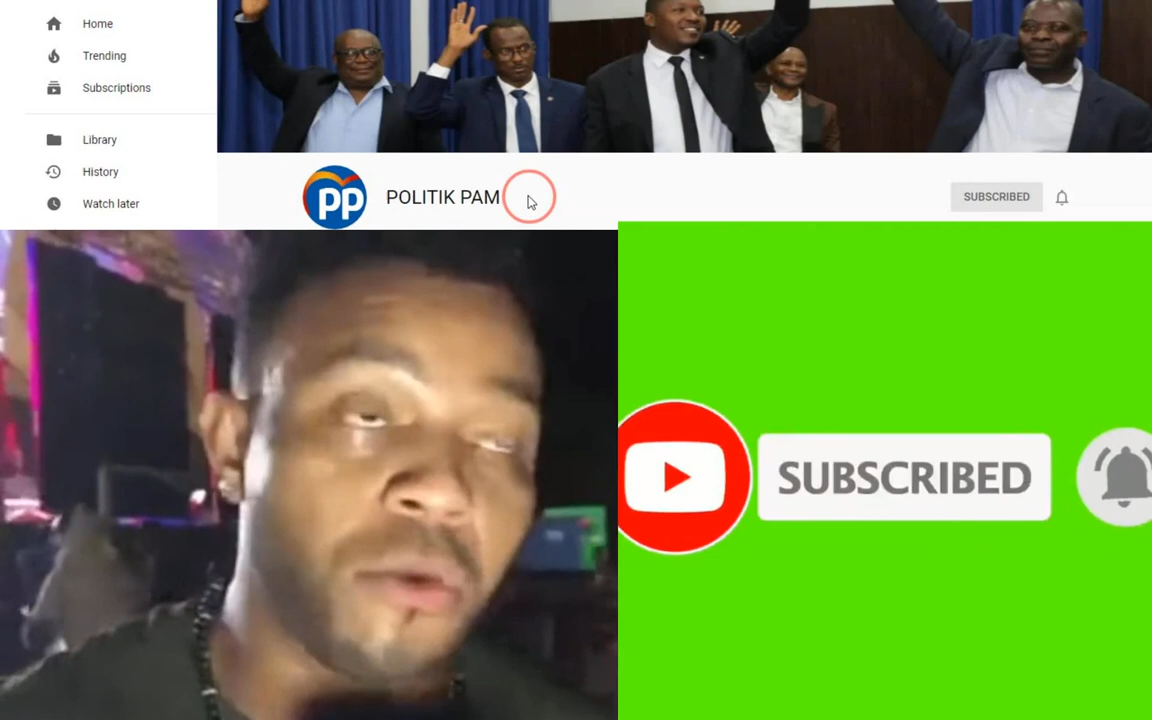 Home
Trending
Subscriptions
Library
History
Watch later
pp
POLITIK PAM
SUBSCRIBED
SUBSCRIBED